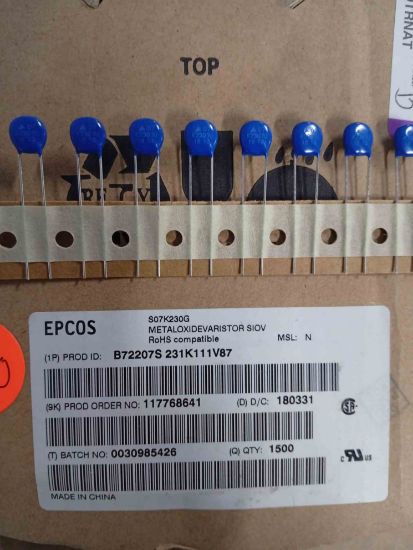 TOP
EPCOS
S07K230G
METALOXIDEVARISTOR SIOV
RoHS compatible
MSL: N
(1P) PROD ID: B72207S 231K111V87
(9K) PROD ORDER NO: 117768641 (D) D/C: 180331
(T) BATCH NO: 0030985426 (Q) QTY: 1500
MADE IN CHINA